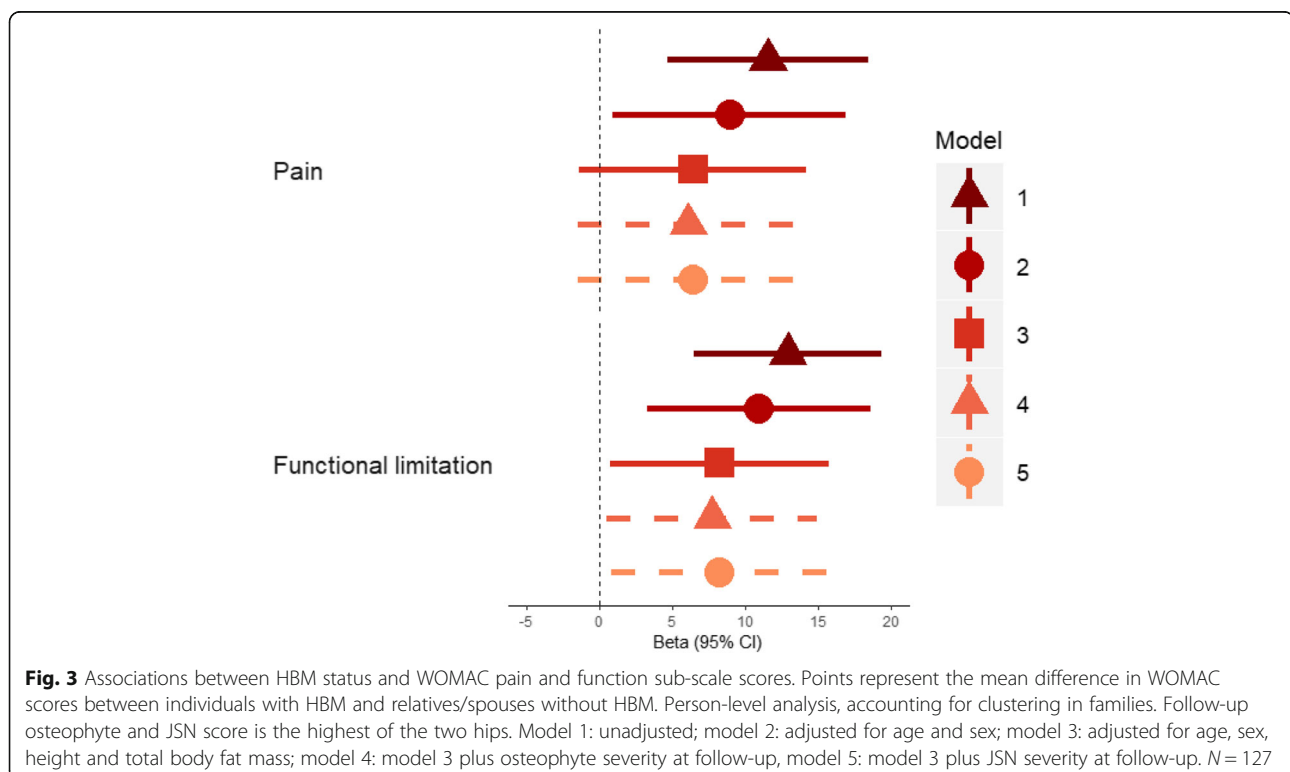 Pain
Functional limitation
Model
1
2
3
4
5
-5 0 5 10 15 20
Beta (95% CI)
Fig. 3 Associations between HBM status and WOMAC pain and function sub-scale scores. Points represent the mean difference in WOMAC
scores between individuals with HBM and relatives/spouses without HBM. Person-level analysis, accounting for clustering in families. Follow-up
osteophyte and JSN score is the highest of the two hips. Model 1: unadjusted; model 2: adjusted for age and sex; model 3: adjusted for age, sex,
height and total body fat mass; model 4: model 3 plus osteophyte severity at follow-up, model 5: model 3 plus JSN severity at follow-up. N = 127